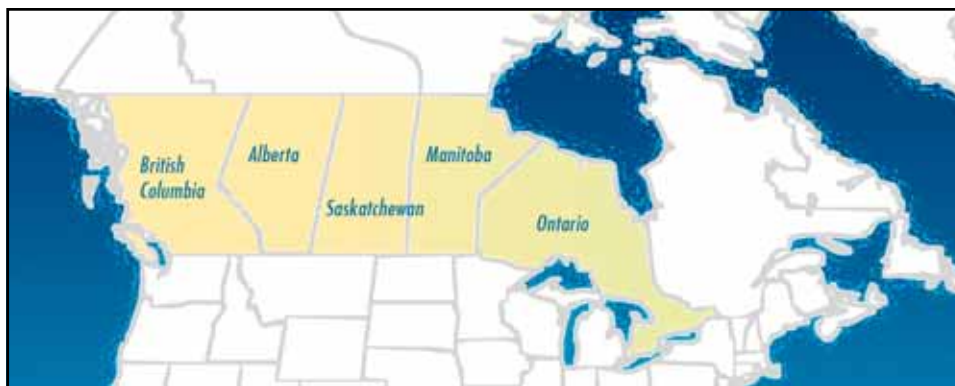 British
Columbia
Alberta
Saskatchewan
Manitoba
Ontario